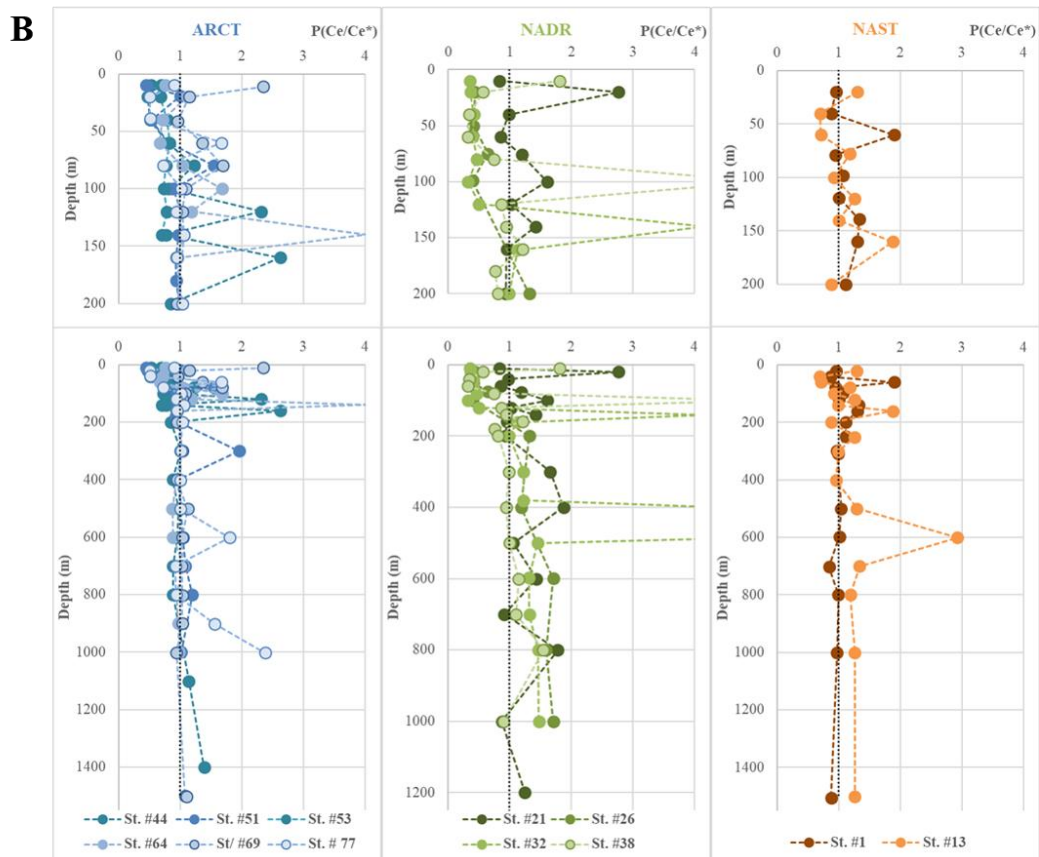 B
ARCT
P(Ce/Ce*)
0 1 2 3 4
0
50
100
150
200
Depth (m)
NADR
P(Ce/Ce*)
0 1 2 3 4
0
50
100
150
200
Depth (m)
NAST
P(Ce/Ce*)
0 1 2 3 4
0
50
100
150
200
Depth (m)
0 1 2 3 4
0
200
400
600
800
1000
1200
1400
Depth (m)
St. #44 St. #51 St. #53
St. #64 St/ #69 St. # 77
0 1 2 3 4
0
200
400
600
800
1000
1200
Depth (m)
St. #21 St. #26
St. #32 St. #38
0 1 2 3 4
0
200
400
600
800
1000
1200
1400
Depth (m)
St. #1 St. #13